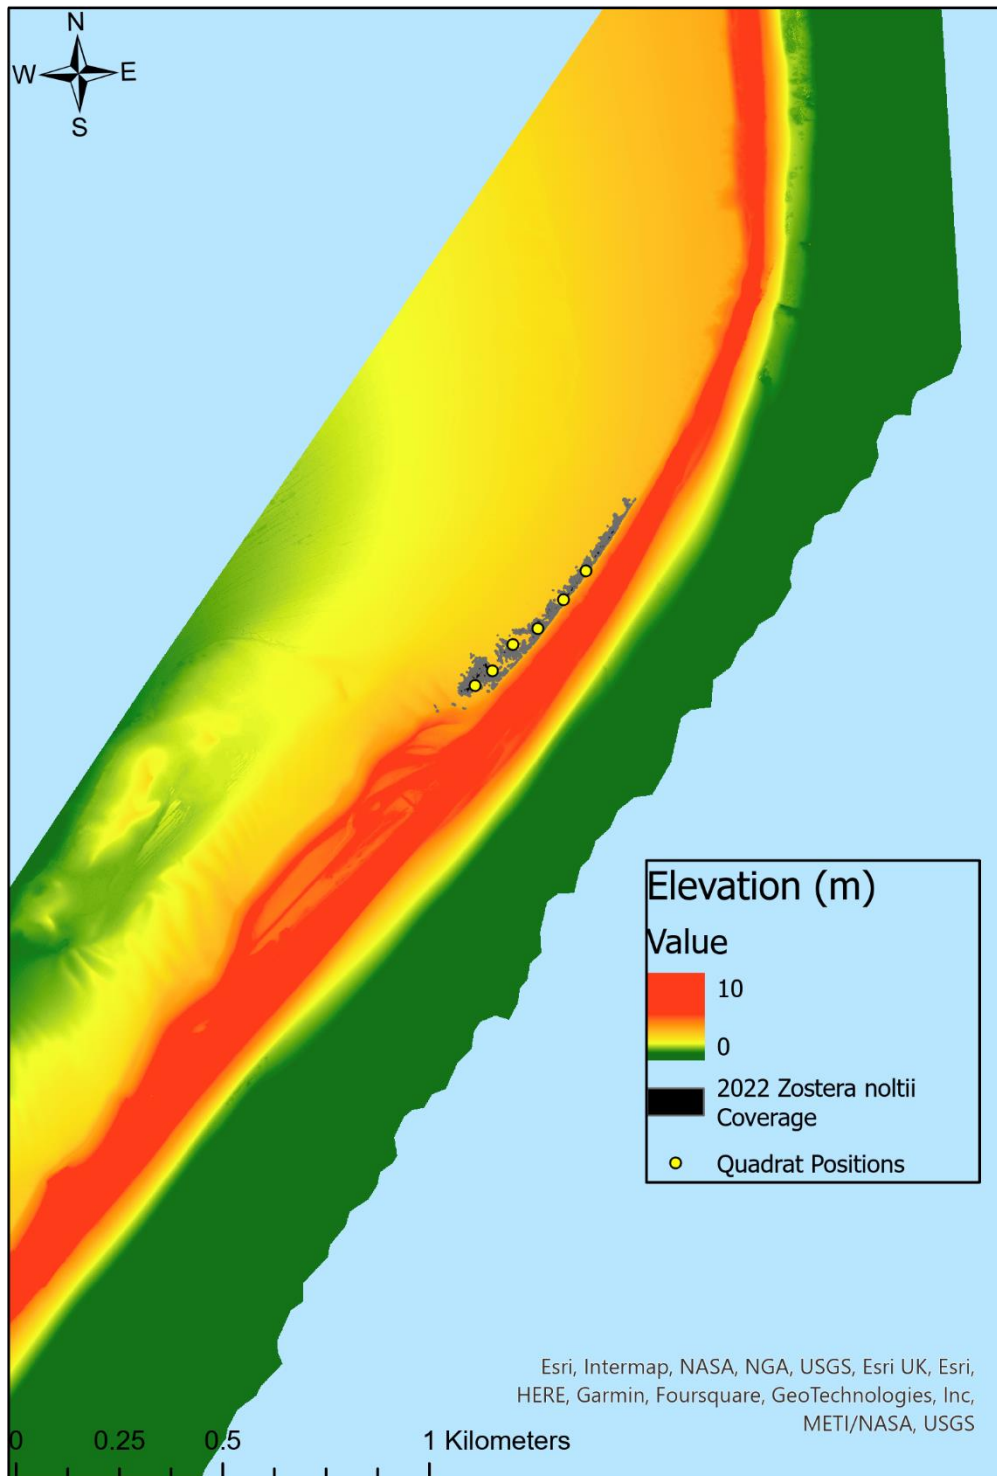 N
W E
S
Elevation (m)
Value
10
0
2022 Zostera noltii
Coverage
Quadrat Positions
Esri, Intermap, NASA, NGA, USGS, Esri UK, Esri,
HERE, Garmin, Foursquare, GeoTechnologies, Inc,
METI/NASA, USGS
0 0.25 0.5 1 Kilometers